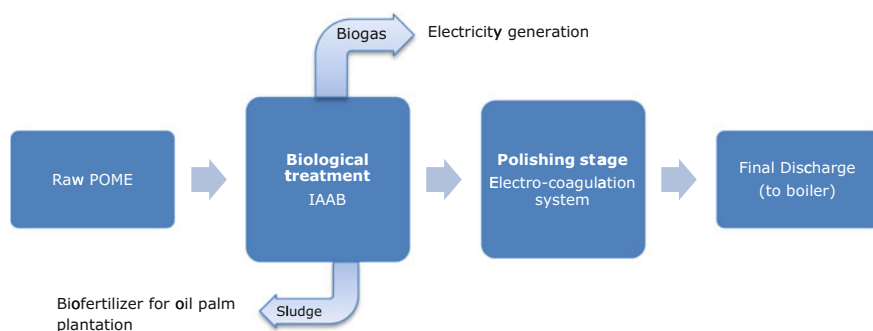 Biogas
Electricity generation
Raw POME
Biological
treatment
IAAB
Polishing stage
Electro-coagulation
system
Final Discharge
(to boiler)
Sludge
Biofertilizer for oil palm
plantation